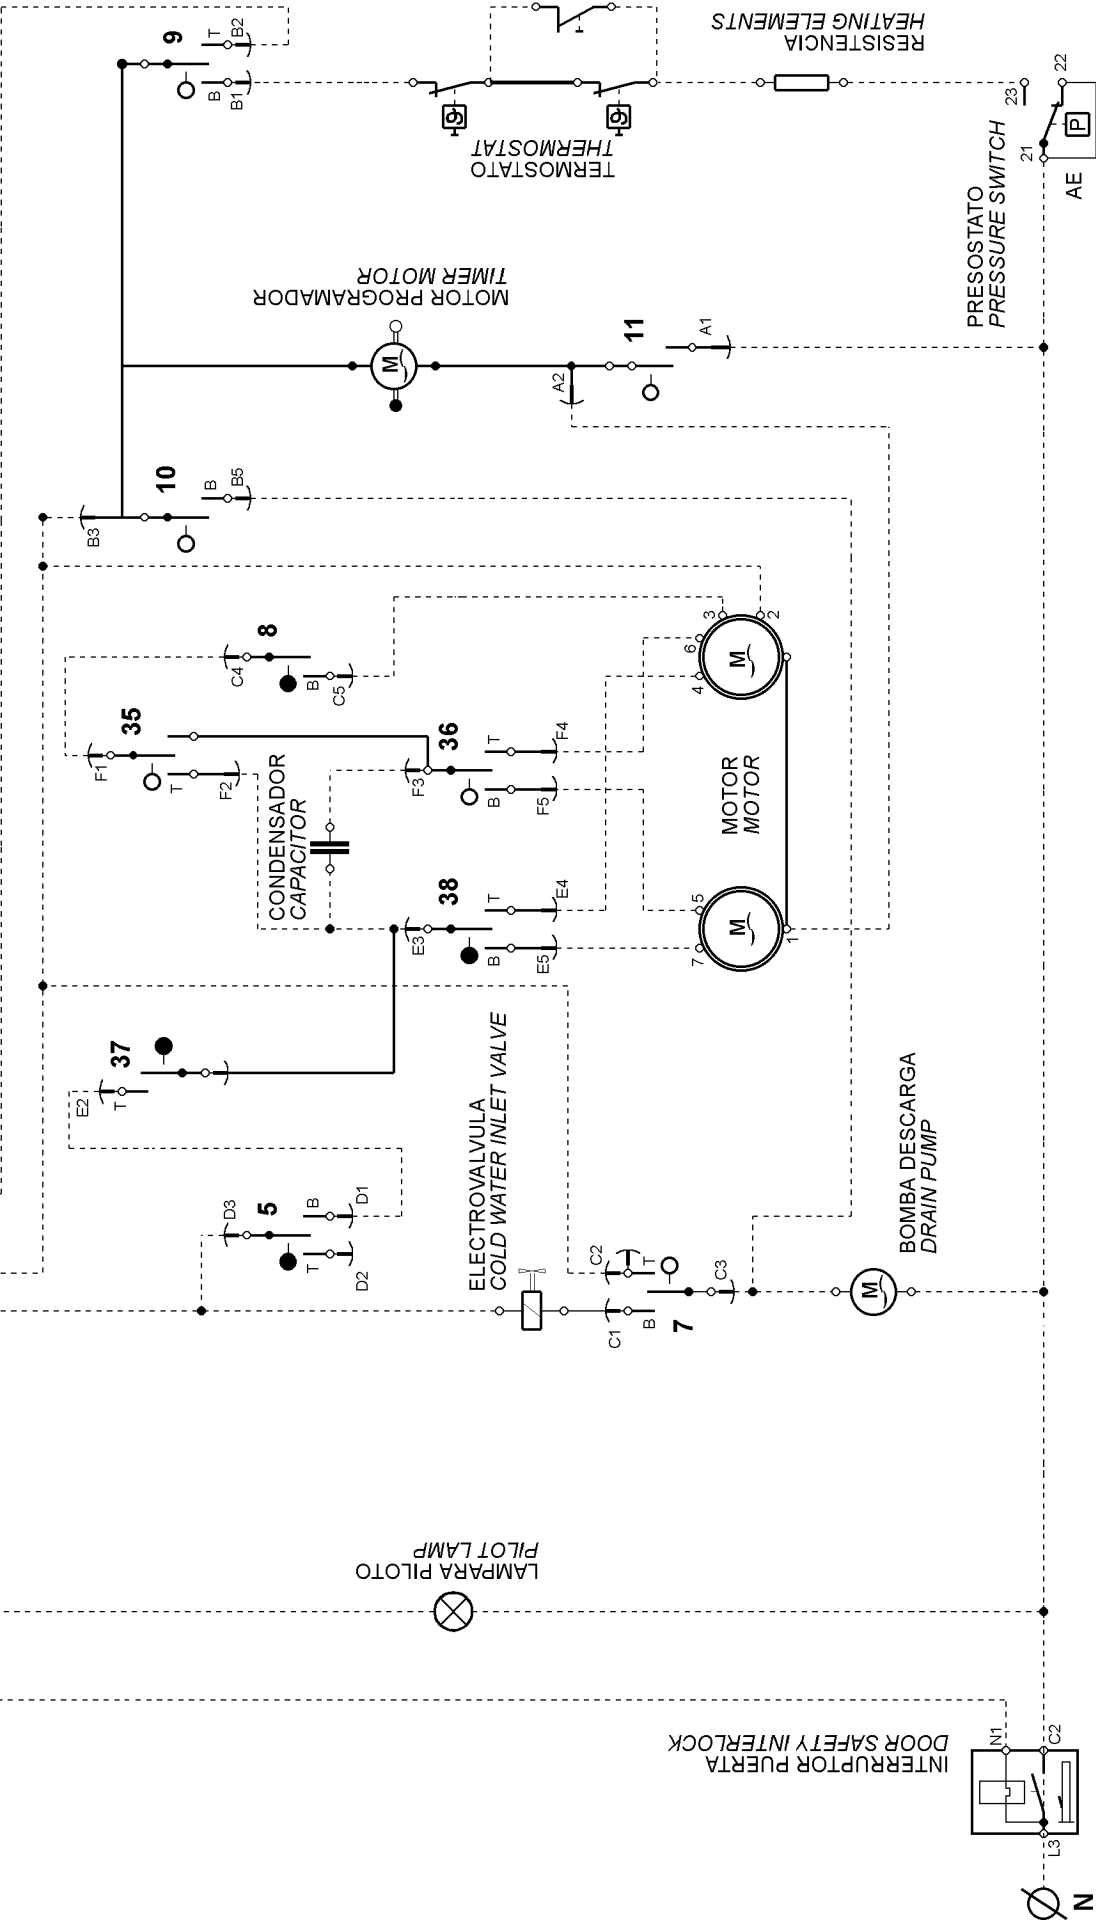 9
T
B2
B
B1
TERMOSTATO
THERMOSTAT
RESISTENCIA
HEATING ELEMENTS
23
22
P
21
AE
PRESOSTATO
PRESSURE SWITCH
MOTOR PROGRAMADOR
TIMER MOTOR
M
11
A1
A2
B3
10
B
B5
8
C4
B
C5
35
F1
T
F2
CONDENSADOR
CAPACITOR
36
F3
T
F4
B
F5
38
E3
T
E4
B
E5
3
2
6
4
M
MOTOR
MOTOR
5
7
1
M
37
E2
T
5
D3
B
D1
T
D2
ELECTROVALVULA
COLD WATER INLET VALVE
C2
T
C1
B
7
C3
BOMBA DESCARGA
DRAIN PUMP
M
LAMPARA PILOTO
PILOT LAMP
INTERRUPTOR PUERTA
DOOR SAFETY INTERLOCK
N1
C2
L3
N